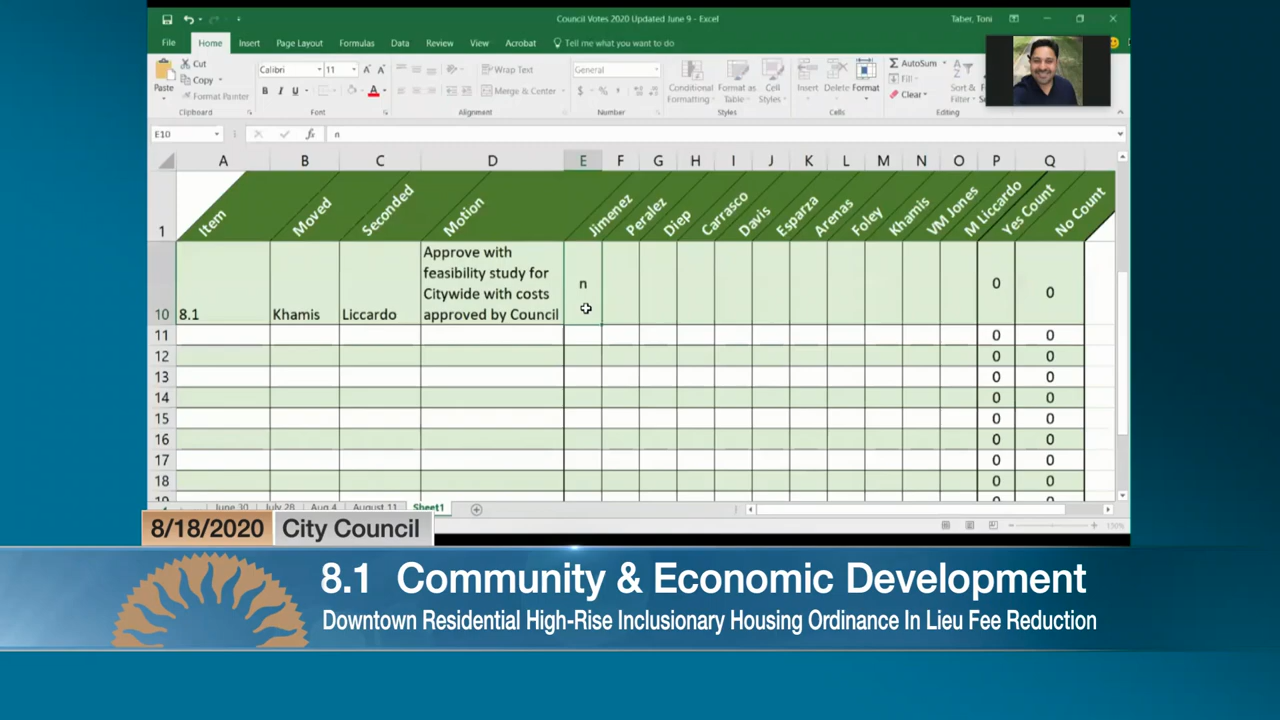 Council Votes 2020 Updated June 9 - Excel
Taber, Toni
File Home Insert Page Layout Formulas Data Review View Acrobat Tell me what you want to do
Paste
Cut
Copy
Format Painter
Clipboard
Calibri 11
B I U
Font
Wrap Text
Merge & Center
Alignment
General
$ % ,
Number
Conditional Formatting
Format as Table
Cell Styles
Styles
Insert Delete Format
Cells
AutoSum
Fill
Clear
Sort &
Filter
Editing
E10 fx n
A B C D E F G H I J K L M N O P Q
1 Item Moved Seconded Motion Jimenez Peralez Diep Carrasco Davis Esparza Arenas Foley Khamis VM Jones M Liccardo Yes Count No Count
Approve with
feasibility study for
Citywide with costs
approved by Council
10 8.1 Khamis Liccardo n 0 0
11 0 0
12 0 0
13 0 0
14 0 0
15 0 0
16 0 0
17 0 0
18 0 0
June 30 July 28 Aug 4 August 11 Sheet1
190%
8/18/2020 City Council
8.1 Community & Economic Development
Downtown Residential High-Rise Inclusionary Housing Ordinance In Lieu Fee Reduction